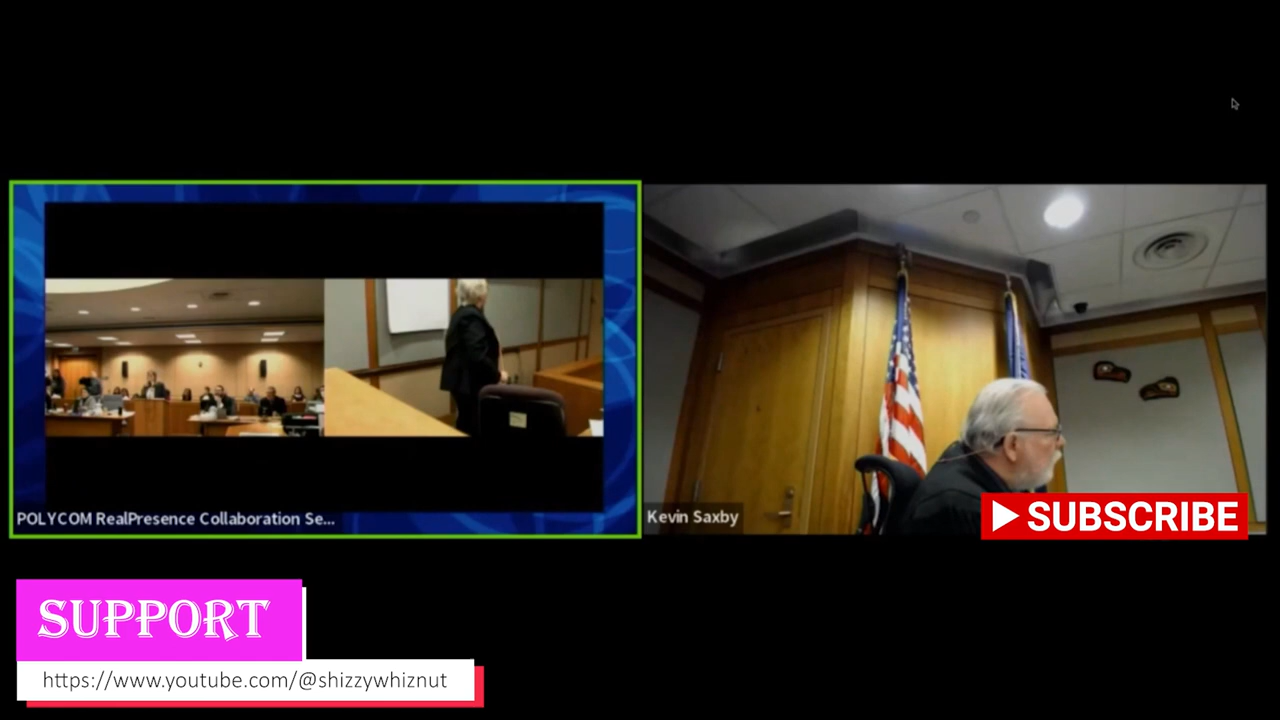 POLYCOM RealPresence Collaboration Se...
Kevin Saxby
SUBSCRIBE
SUPPORT
https://www.youtube.com/@shizzywhiznut